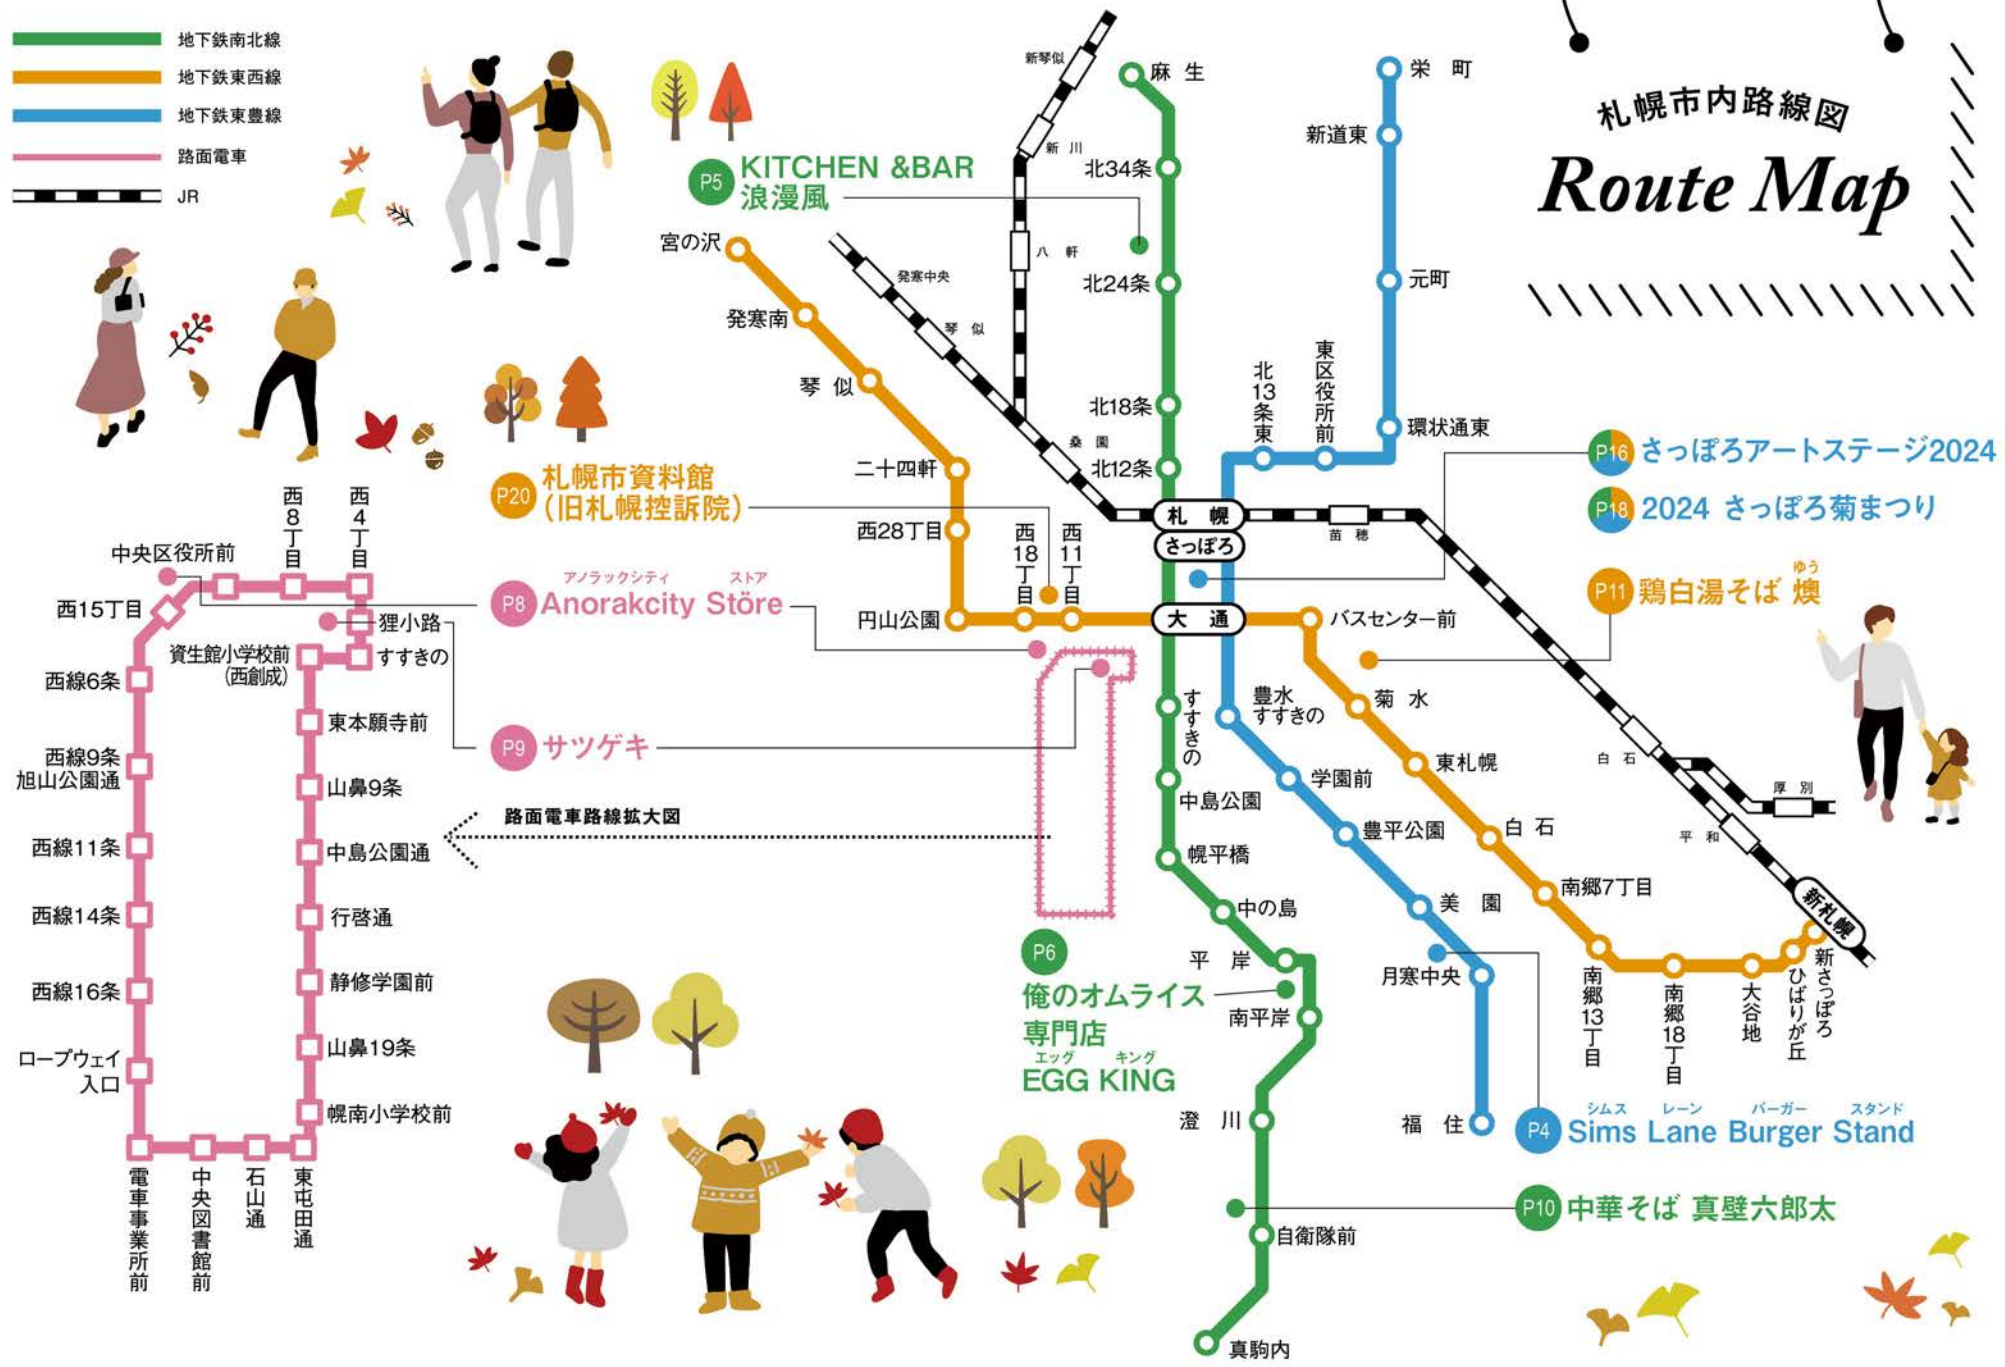 地下鉄南北線
地下鉄東西線
地下鉄東豊線
路面電車
JR
札幌市内路線図
Route Map
P5
KITCHEN &BAR
浪漫風
P20
札幌市資料館
（旧札幌控訴院）
アノラックシティ ストア
P8 Anorakcity Störe
P9 サツゲキ
路面電車路線拡大図
P6
俺のオムライス
専門店
エッグ キング
EGG KING
P16 さっぽろアートステージ2024
P18 2024 さっぽろ菊まつり
ゆう
P11 鶏白湯そば 燠
シムス レーン バーガー スタンド
P4 Sims Lane Burger Stand
P10 中華そば 真壁六郎太
新琴似
新川
八軒
発寒中央
琴似
桑園
札幌
苗穂
白石
厚別
平和
新札幌
麻生
北34条
北24条
北18条
北12条
さっぽろ
大通
すすきの
中島公園
幌平橋
中の島
平岸
南平岸
澄川
自衛隊前
真駒内
宮の沢
発寒南
琴似
二十四軒
西28丁目
円山公園
西18丁目
西11丁目
バスセンター前
菊水
東札幌
白石
南郷7丁目
南郷13丁目
南郷18丁目
大谷地
ひばりが丘
新さっぽろ
栄町
新道東
元町
環状通東
東区役所前
北13条東
豊水
すすきの
学園前
豊平公園
美園
月寒中央
福住
西4丁目
西8丁目
中央区役所前
西15丁目
西線6条
西線9条
旭山公園通
西線11条
西線14条
西線16条
ロープウェイ
入口
電車事業所前
中央図書館前
石山通
東屯田通
幌南小学校前
山鼻19条
静修学園前
行啓通
中島公園通
山鼻9条
東本願寺前
資生館小学校前
（西創成）
すすきの
狸小路